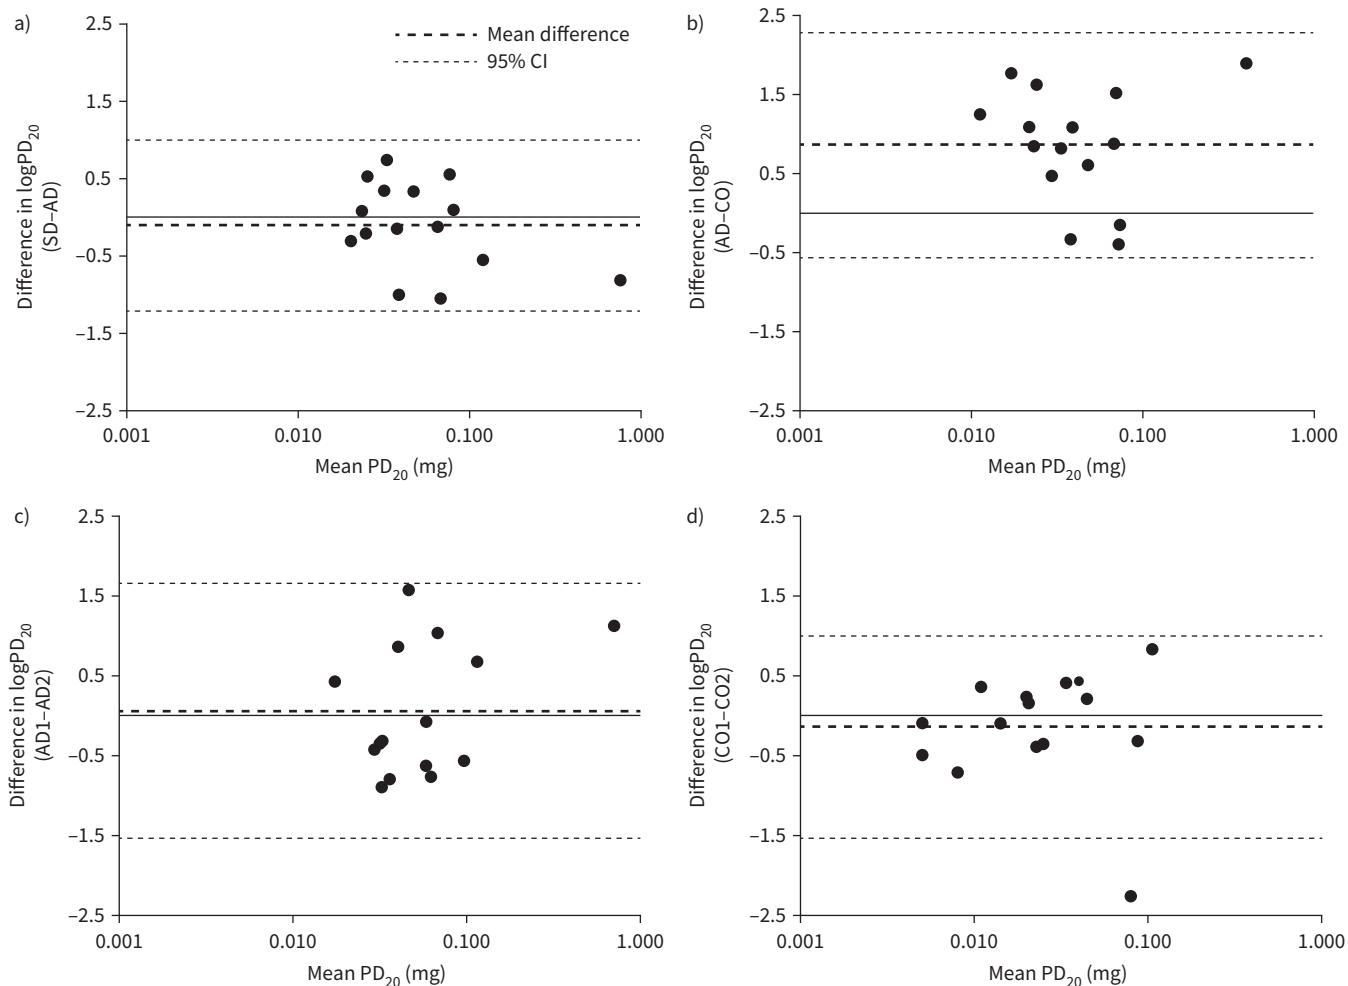 a)
2.5
1.5
0.5
–0.5
–1.5
–2.5
Difference in logPD20
(SD–AD)
Mean difference
95% CI
0.001 0.010 0.100 1.000
Mean PD20 (mg)
b)
2.5
1.5
0.5
–0.5
–1.5
–2.5
Difference in logPD20
(AD–CO)
0.001 0.010 0.100 1.000
Mean PD20 (mg)
c)
2.5
1.5
0.5
–0.5
–1.5
–2.5
Difference in logPD20
(AD1–AD2)
0.001 0.010 0.100 1.000
Mean PD20 (mg)
d)
2.5
1.5
0.5
–0.5
–1.5
–2.5
Difference in logPD20
(CO1–CO2)
0.001 0.010 0.100 1.000
Mean PD20 (mg)